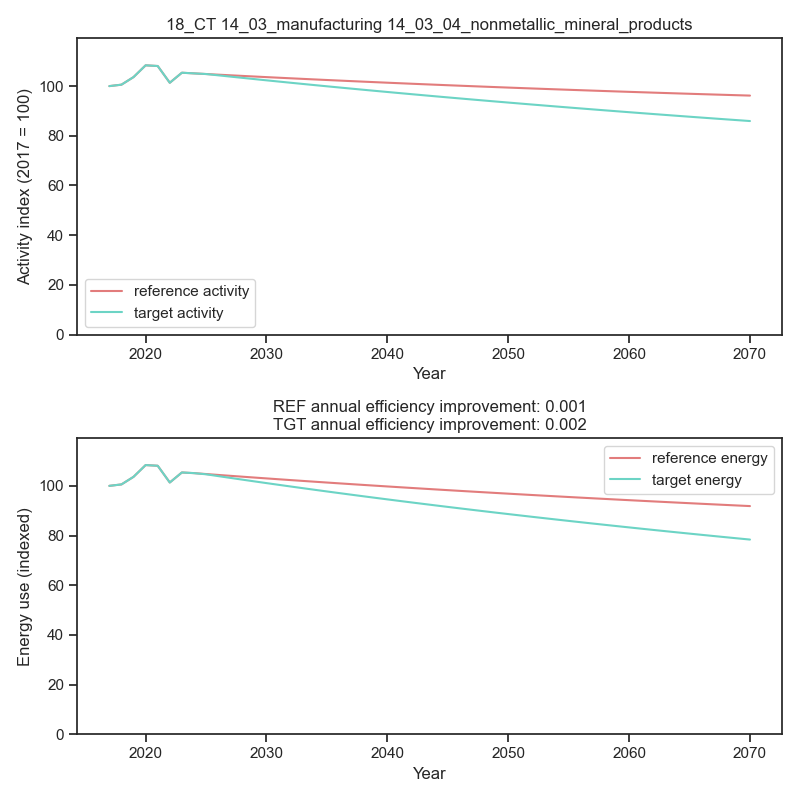 18_CT 14_03_manufacturing 14_03_04_nonmetallic_mineral_products
Activity index (2017 = 100)
100
80
60
40
20
0
reference activity
target activity
2020 2030 2040 2050 2060 2070
Year
REF annual efficiency improvement: 0.001
TGT annual efficiency improvement: 0.002
Energy use (indexed)
100
80
60
40
20
0
reference energy
target energy
2020 2030 2040 2050 2060 2070
Year